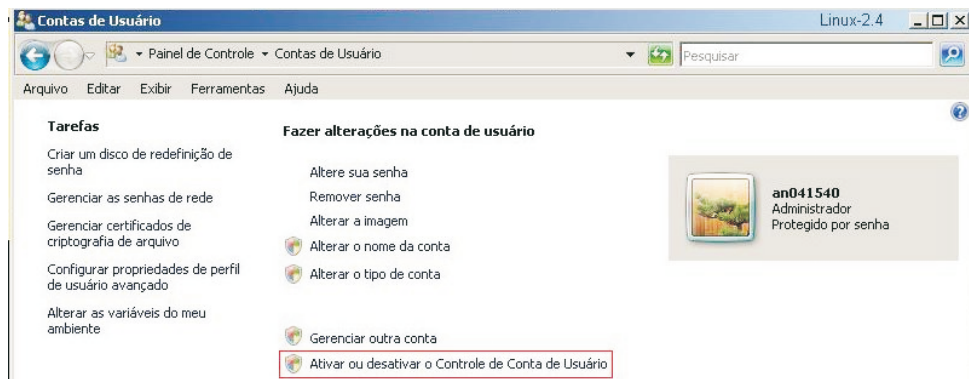 Contas de Usuário
Linux-2.4
Painel de Controle
Contas de Usuário
Pesquisar
Arquivo Editar Exibir Ferramentas Ajuda
Tarefas
Criar um disco de redefinição de
senha
Gerenciar as senhas de rede
Gerenciar certificados de
criptografia de arquivo
Configurar propriedades de perfil
de usuário avançado
Alterar as variáveis do meu
ambiente
Fazer alterações na conta de usuário
Altere sua senha
Remover senha
Alterar a imagem
Alterar o nome da conta
Alterar o tipo de conta
Gerenciar outra conta
Ativar ou desativar o Controle de Conta de Usuário
an041540
Administrador
Protegido por senha